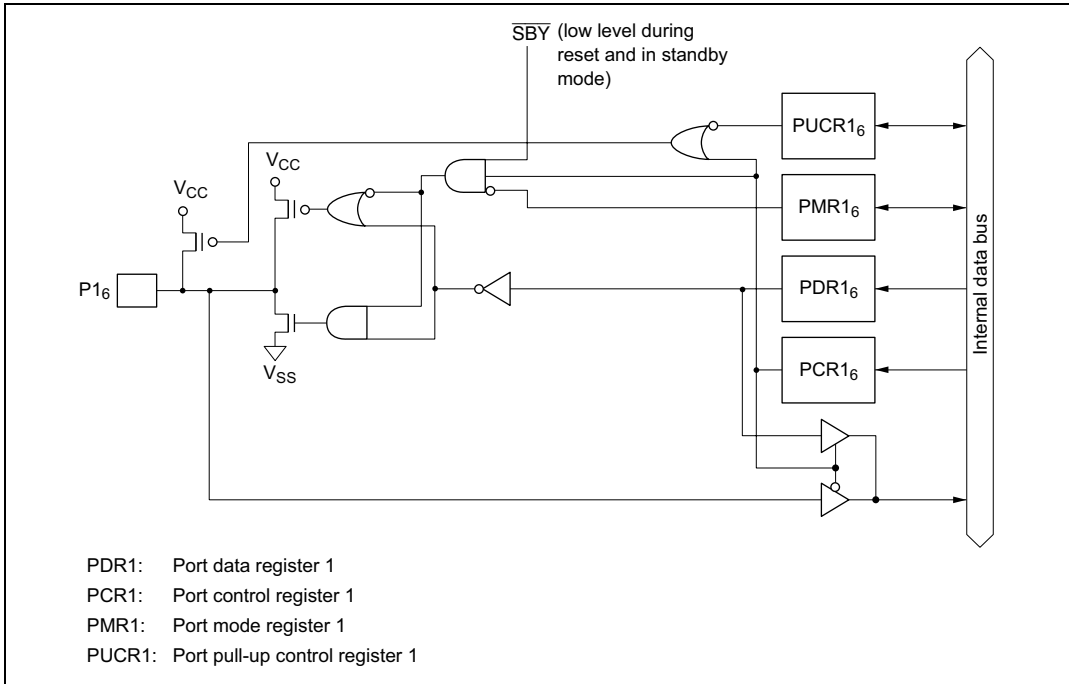 SBY (low level during
reset and in standby
mode)
PUCR16
VCC
VCC
PMR16
P16
PDR16
Internal data bus
VSS
PCR16
PDR1: Port data register 1
PCR1: Port control register 1
PMR1: Port mode register 1
PUCR1: Port pull-up control register 1